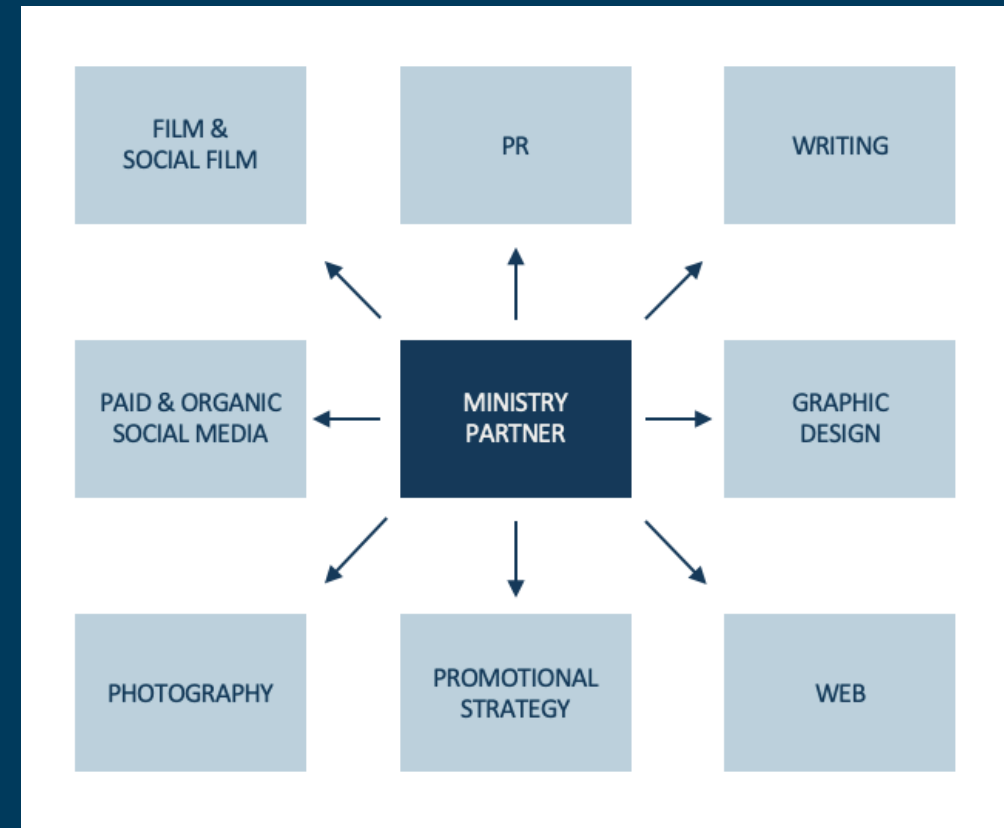 FILM &
SOCIAL FILM
PR
WRITING
PAID & ORGANIC
SOCIAL MEDIA
MINISTRY
PARTNER
GRAPHIC
DESIGN
PHOTOGRAPHY
PROMOTIONAL
STRATEGY
WEB